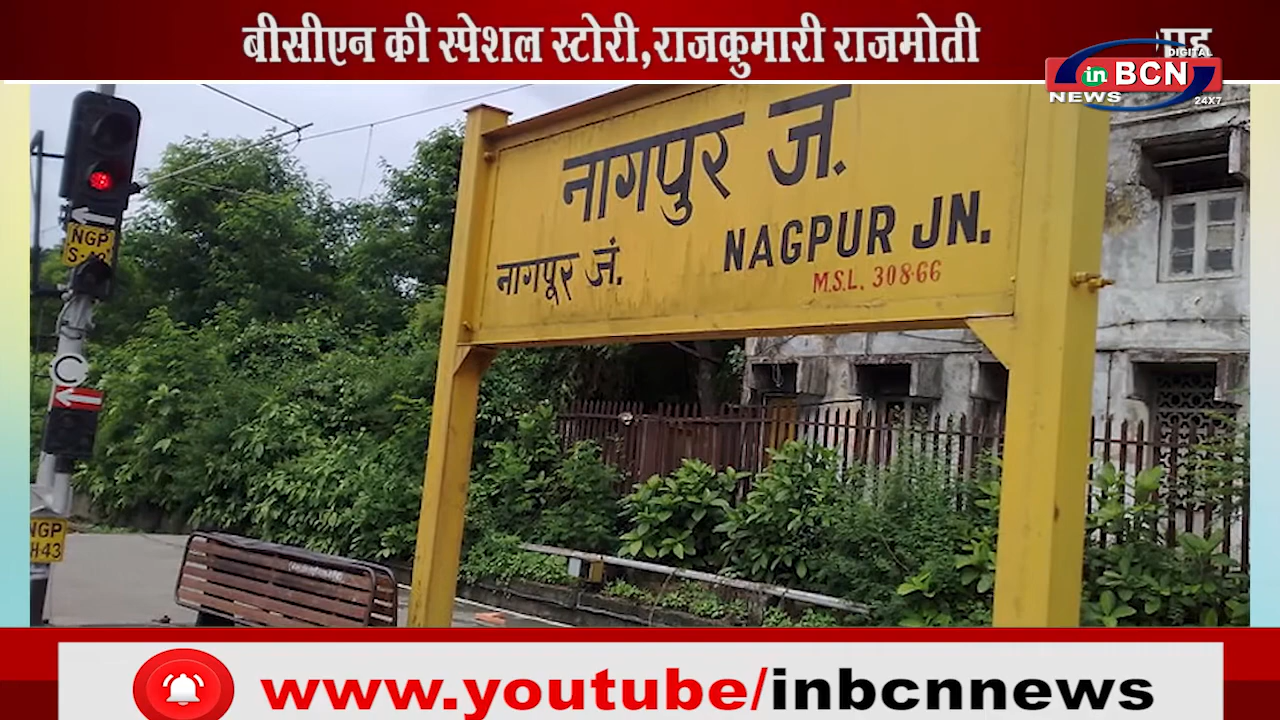 बीसीएन की स्पेशल स्टोरी,राजकुमारी राजमोती
DIGITAL
in BCN
NEWS
24X7
नागपुर ज.
नागपूर जं.
NAGPUR JN.
M.S.L. 308·66
NGP
C
NGP
H43
www.youtube/inbcnnews